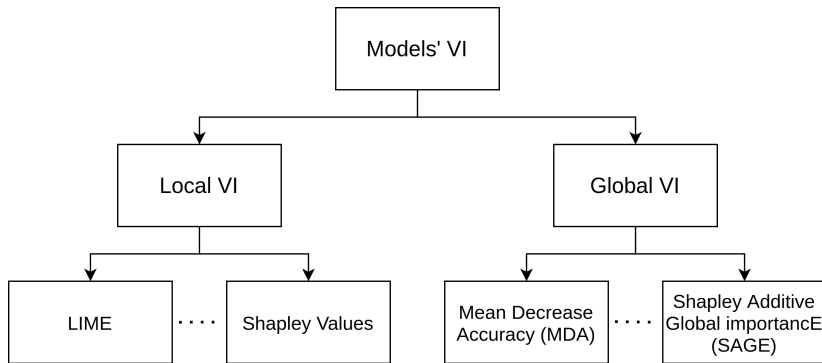 Models' VI
Local VI
Global VI
LIME
. . . .
Shapley Values
Mean Decrease
Accuracy (MDA)
. . . .
Shapley Additive
Global importancE
(SAGE)